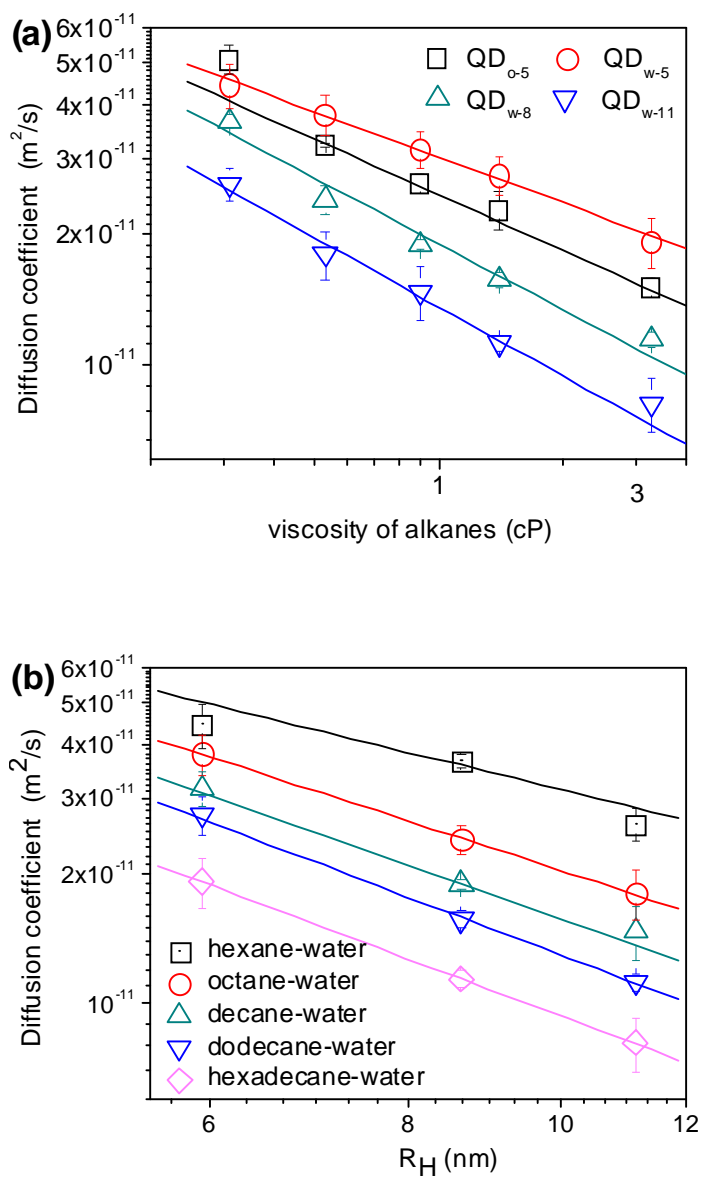 (a)
6x10⁻¹¹
5x10⁻¹¹
4x10⁻¹¹
3x10⁻¹¹
2x10⁻¹¹
10⁻¹¹
Diffusion coefficient (m²/s)
QDo-5 QDw-5
QDw-8 QDw-11
1 3
viscosity of alkanes (cP)
(b)
6x10⁻¹¹
5x10⁻¹¹
4x10⁻¹¹
3x10⁻¹¹
2x10⁻¹¹
10⁻¹¹
Diffusion coefficient (m²/s)
hexane-water
octane-water
decane-water
dodecane-water
hexadecane-water
6 8 10 12
RH (nm)